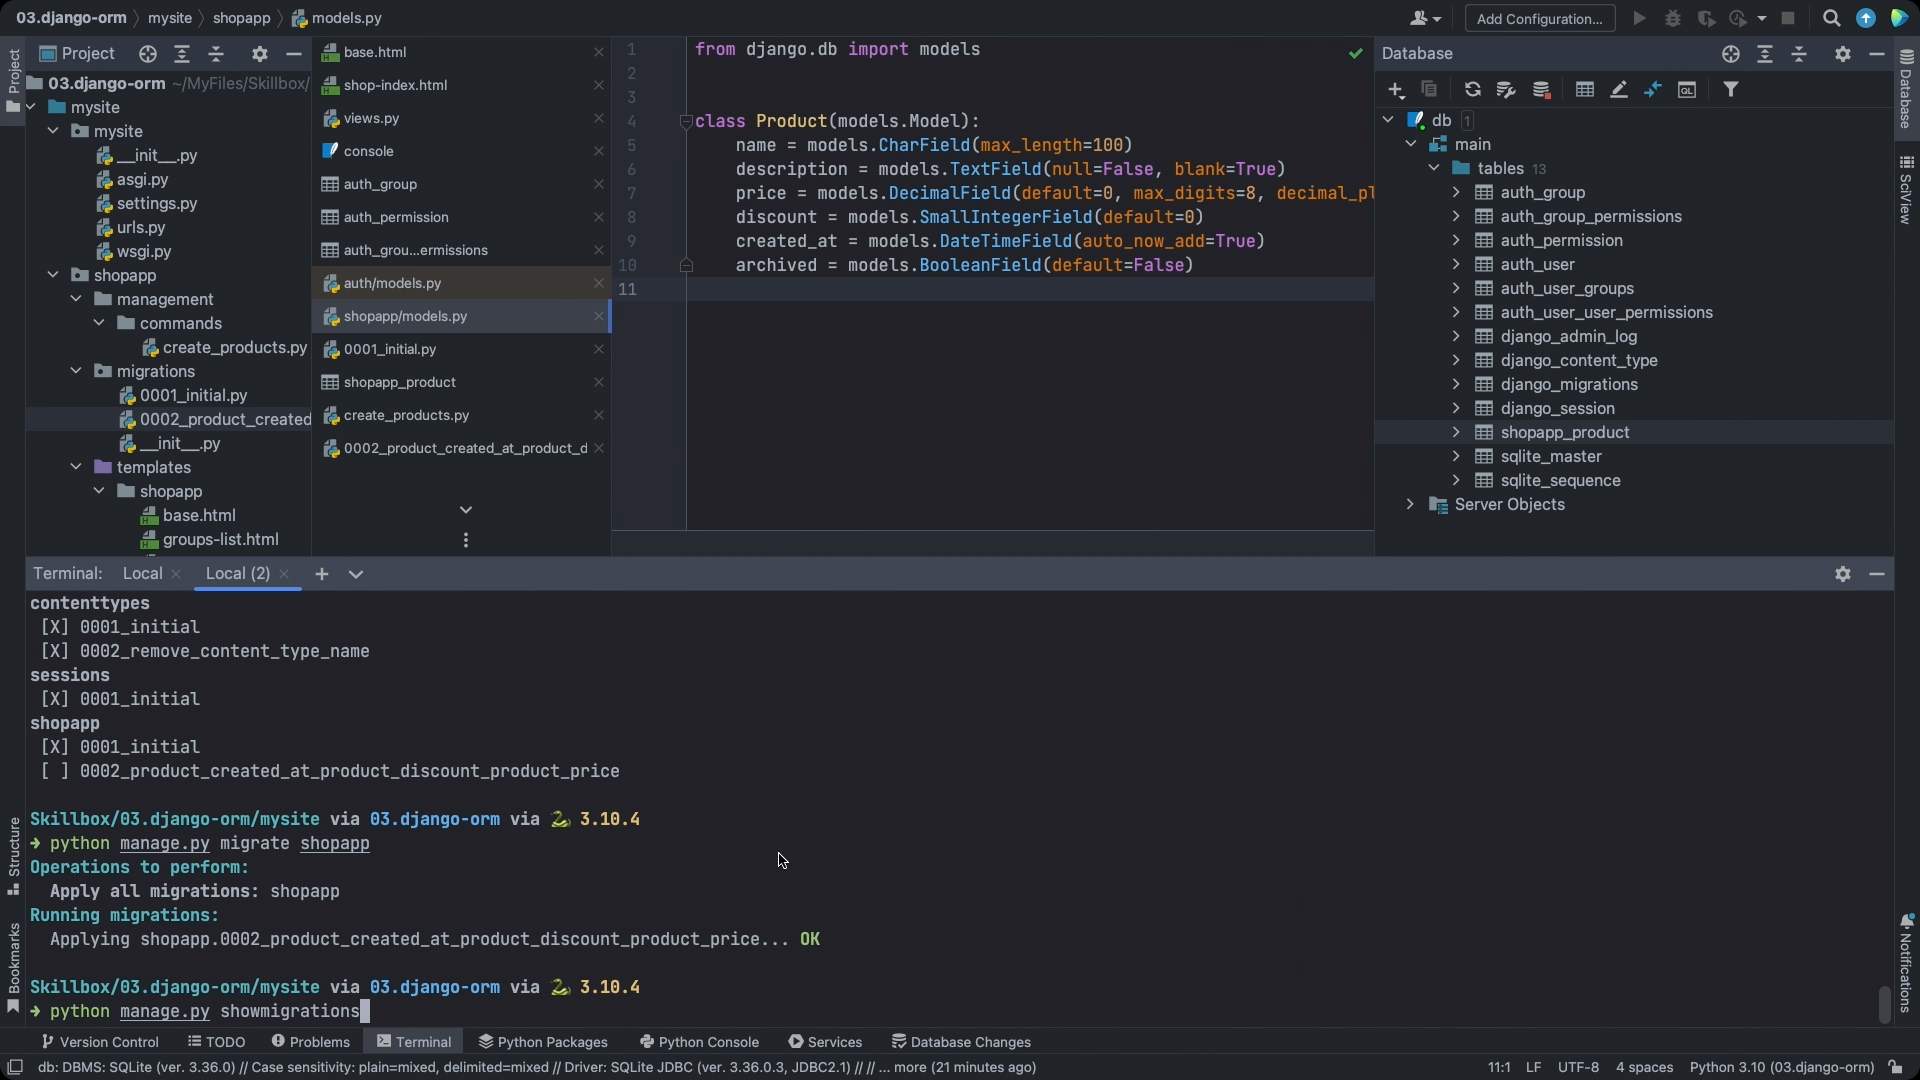 03.django-orm mysite shopapp models.py
Add Configuration...
Project
Project
03.django-orm ~/MyFiles/Skillbox/
mysite
mysite
__init__.py
asgi.py
settings.py
urls.py
wsgi.py
shopapp
management
commands
create_products.py
migrations
0001_initial.py
0002_product_created
__init__.py
templates
shopapp
base.html
groups-list.html
base.html
shop-index.html
views.py
console
auth_group
auth_permission
auth_grou...ermissions
auth/models.py
shopapp/models.py
0001_initial.py
shopapp_product
create_products.py
0002_product_created_at_product_d
1 from django.db import models
2
3
4 class Product(models.Model):
5 name = models.CharField(max_length=100)
6 description = models.TextField(null=False, blank=True)
7 price = models.DecimalField(default=0, max_digits=8, decimal_pl
8 discount = models.SmallIntegerField(default=0)
9 created_at = models.DateTimeField(auto_now_add=True)
10 archived = models.BooleanField(default=False)
11
Database
QL
db 1
main
tables 13
auth_group
auth_group_permissions
auth_permission
auth_user
auth_user_groups
auth_user_user_permissions
django_admin_log
django_content_type
django_migrations
django_session
shopapp_product
sqlite_master
sqlite_sequence
Server Objects
Database
SciView
Notifications
Structure
Bookmarks
Terminal: Local Local (2)
contenttypes
[X] 0001_initial
[X] 0002_remove_content_type_name
sessions
[X] 0001_initial
shopapp
[X] 0001_initial
[ ] 0002_product_created_at_product_discount_product_price
Skillbox/03.django-orm/mysite via 03.django-orm via 🐍 3.10.4
➜ python manage.py migrate shopapp
Operations to perform:
Apply all migrations: shopapp
Running migrations:
Applying shopapp.0002_product_created_at_product_discount_product_price... OK
Skillbox/03.django-orm/mysite via 03.django-orm via 🐍 3.10.4
➜ python manage.py showmigrations
Version Control TODO Problems Terminal Python Packages Python Console Services Database Changes
db: DBMS: SQLite (ver. 3.36.0) // Case sensitivity: plain=mixed, delimited=mixed // Driver: SQLite JDBC (ver. 3.36.0.3, JDBC2.1) // // ... more (21 minutes ago) 11:1 LF UTF-8 4 spaces Python 3.10 (03.django-orm)